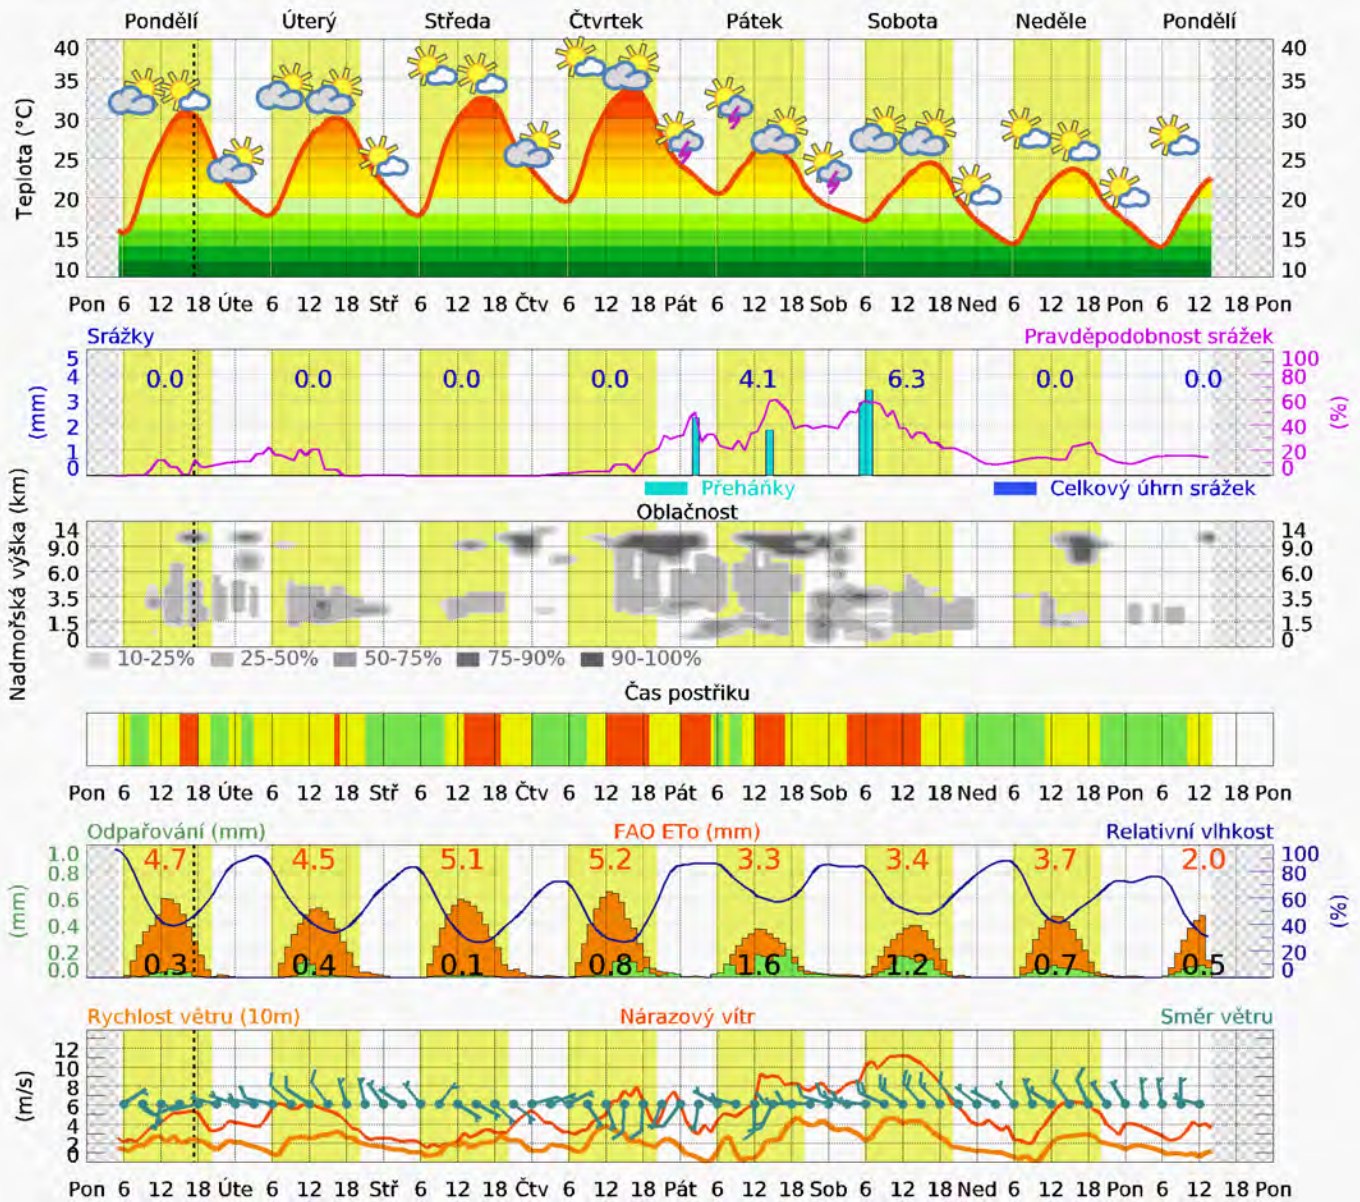 Pondělí Úterý Středa Čtvrtek Pátek Sobota Neděle Pondělí
Teplota (°C)
40 40
35 35
30 30
25 25
20 20
15 15
10 10
Pon 6 12 18 Úte 6 12 18 Stř 6 12 18 Čtv 6 12 18 Pát 6 12 18 Sob 6 12 18 Ned 6 12 18 Pon 6 12 18 Pon
Srážky Pravděpodobnost srážek
(mm) (%)
5 100
4 0.0 0.0 0.0 0.0 4.1 6.3 0.0 0.0 80
3 60
2 40
1 20
0 0
Přeháňky Celkový úhrn srážek
Oblačnost
Nadmořská výška (km)
14 14
9.0 9.0
6.0 6.0
3.5 3.5
1.5 1.5
0 0
10-25% 25-50% 50-75% 75-90% 90-100%
Čas postřiku
Pon 6 12 18 Úte 6 12 18 Stř 6 12 18 Čtv 6 12 18 Pát 6 12 18 Sob 6 12 18 Ned 6 12 18 Pon 6 12 18 Pon
Odpařování (mm) FAO ETo (mm) Relativní vlhkost
(mm) (%)
1.0 4.7 4.5 5.1 5.2 3.3 3.4 3.7 2.0 100
0.8 80
0.6 60
0.4 40
0.2 20
0.0 0.3 0.4 0.1 0.8 1.6 1.2 0.7 0.5 0
Rychlost větru (10m) Nárazový vítr Směr větru
(m/s)
12
10
8
6
4
2
0
Pon 6 12 18 Úte 6 12 18 Stř 6 12 18 Čtv 6 12 18 Pát 6 12 18 Sob 6 12 18 Ned 6 12 18 Pon 6 12 18 Pon